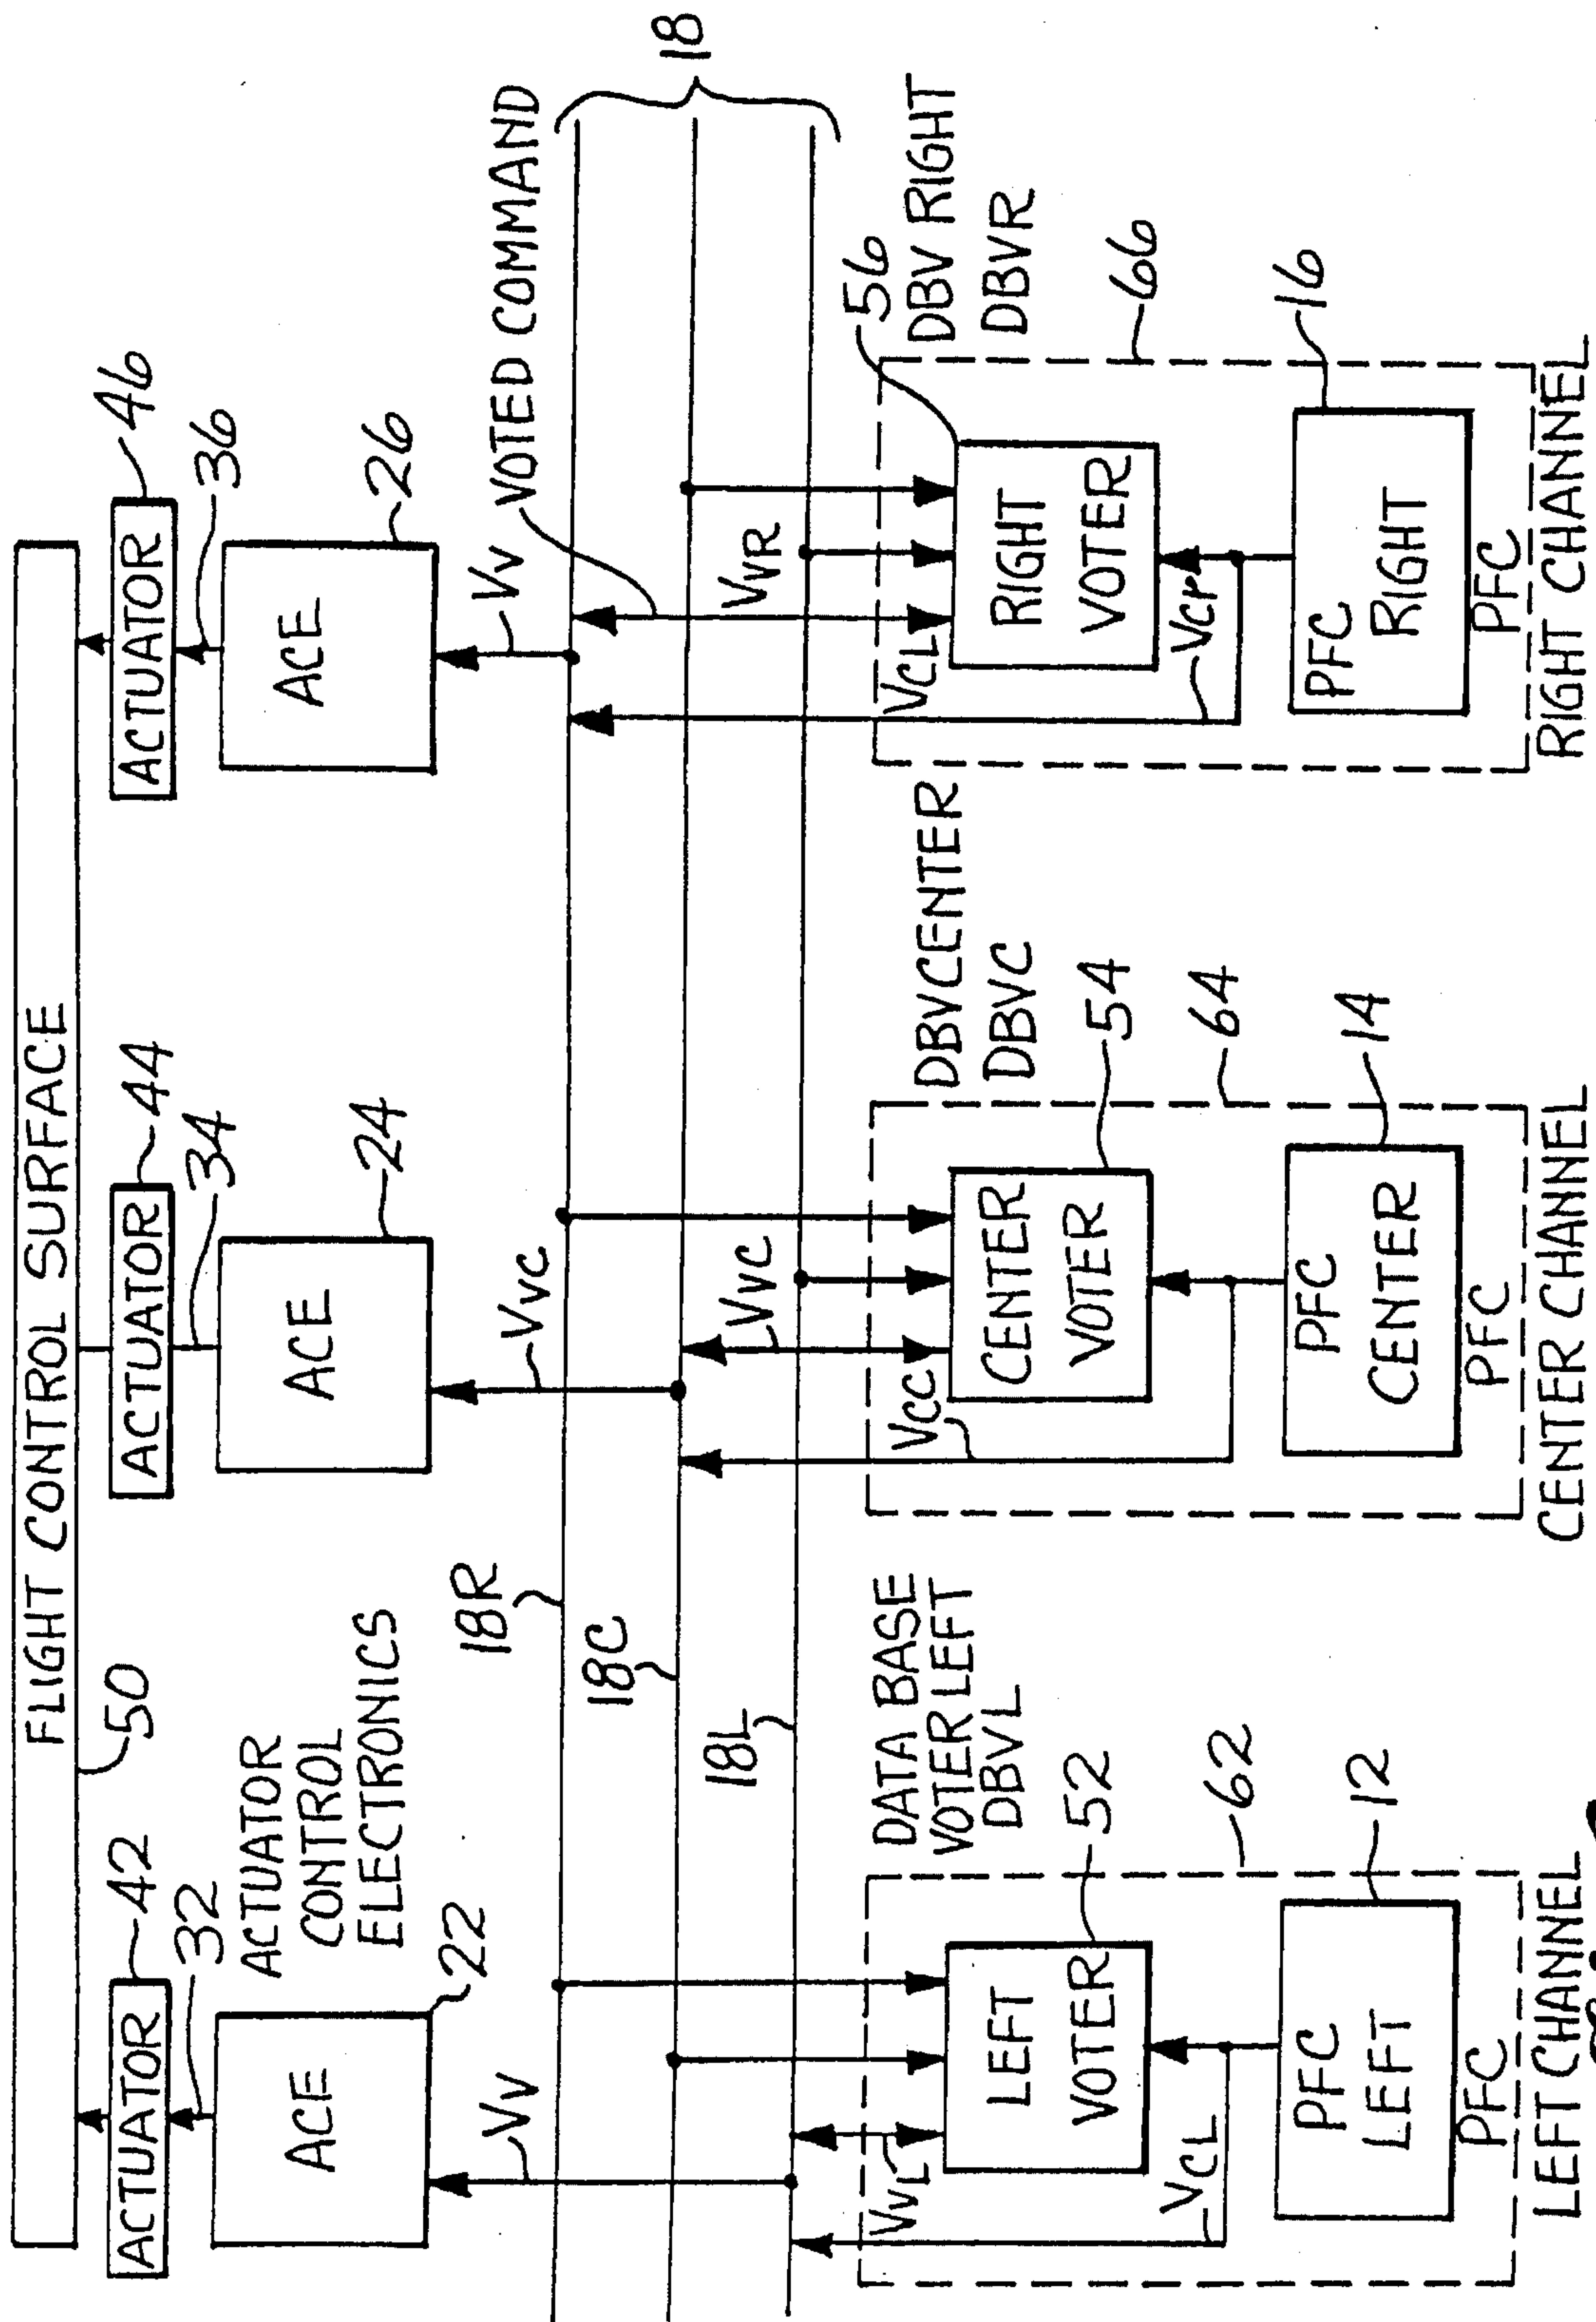 FLIGHT CONTROL SURFACE
50
ACTUATOR
42
32
ACTUATOR
CONTROL
ELECTRONICS
ACE
22
VV
ACTUATOR
44
34
ACE
24
VVC
ACTUATOR
46
36
ACE
26
VV
VOTED COMMAND
18
18R
18C
18L
DATA BASE
VOTER LEFT
DBVL
VVL
LEFT
VOTER
52
62
VCL
PFC
LEFT
12
PFC
LEFT CHANNEL
DBV CENTER
DBVC
VVC
VCC
CENTER
VOTER
54
64
PFC
CENTER
14
PFC
CENTER CHANNEL
DBV RIGHT
DBVR
56
VVR
VCL
RIGHT
VOTER
66
VCr
PFC
RIGHT
16
PFC
RIGHT CHANNEL